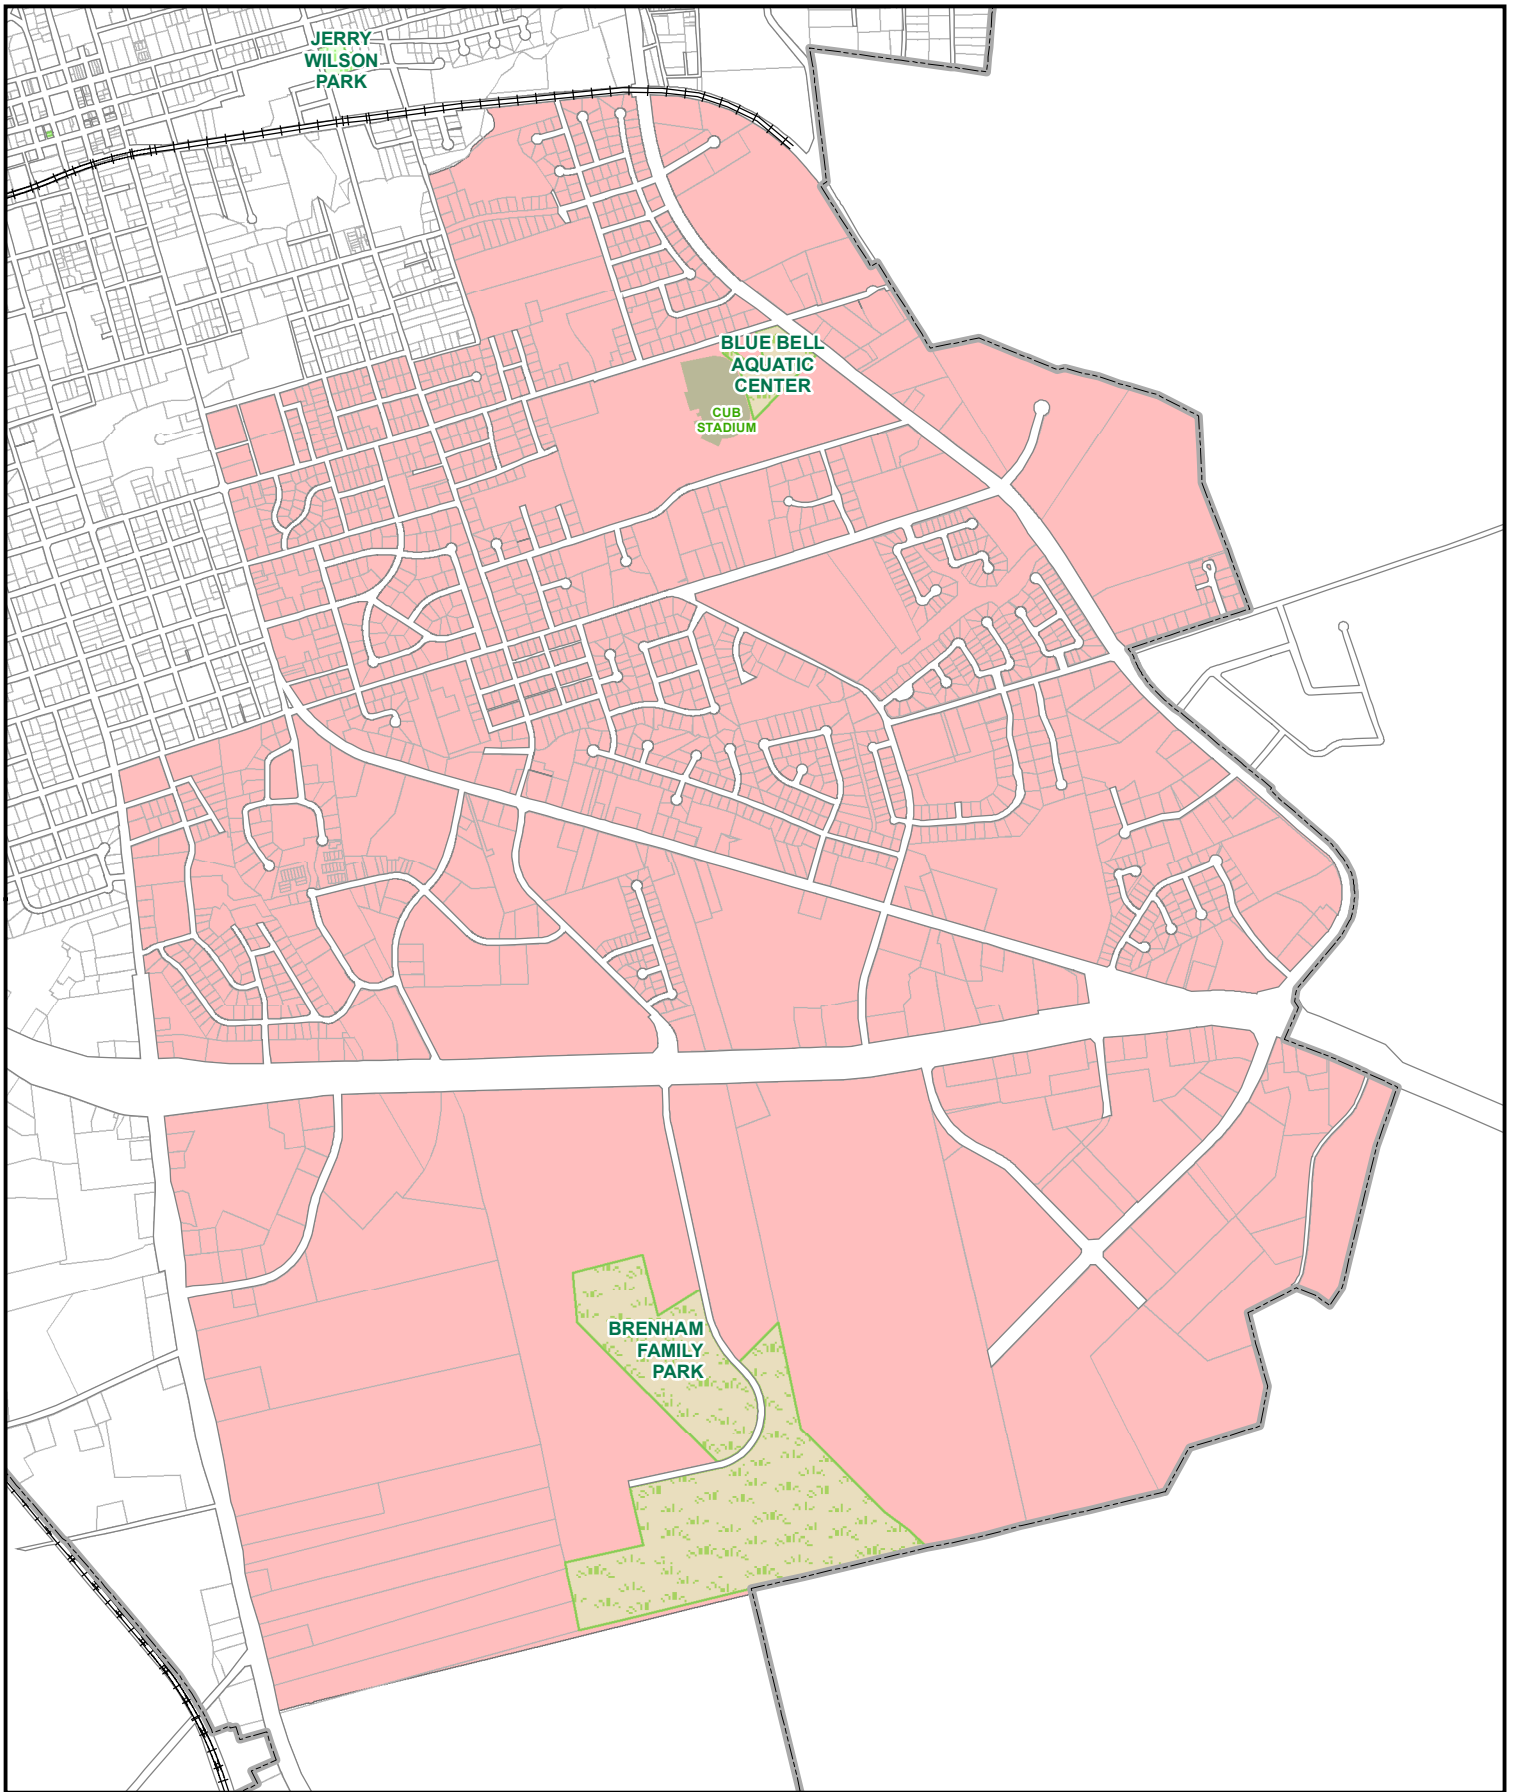 JERRY
WILSON
PARK
BLUE BELL
AQUATIC
CENTER
CUB
STADIUM
BRENHAM
FAMILY
PARK